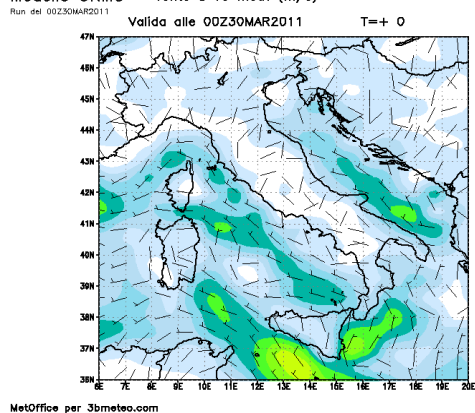 Run del 00Z30MAR2011
Valida alle 00Z30MAR2011 T=+ 0
47N
46N
45N
44N
43N
42N
41N
40N
39N
38N
37N
36N
6E 7E 8E 9E 10E 11E 12E 13E 14E 15E 16E 17E 18E 19E 20E
MetOffice per 3bmeteo.com